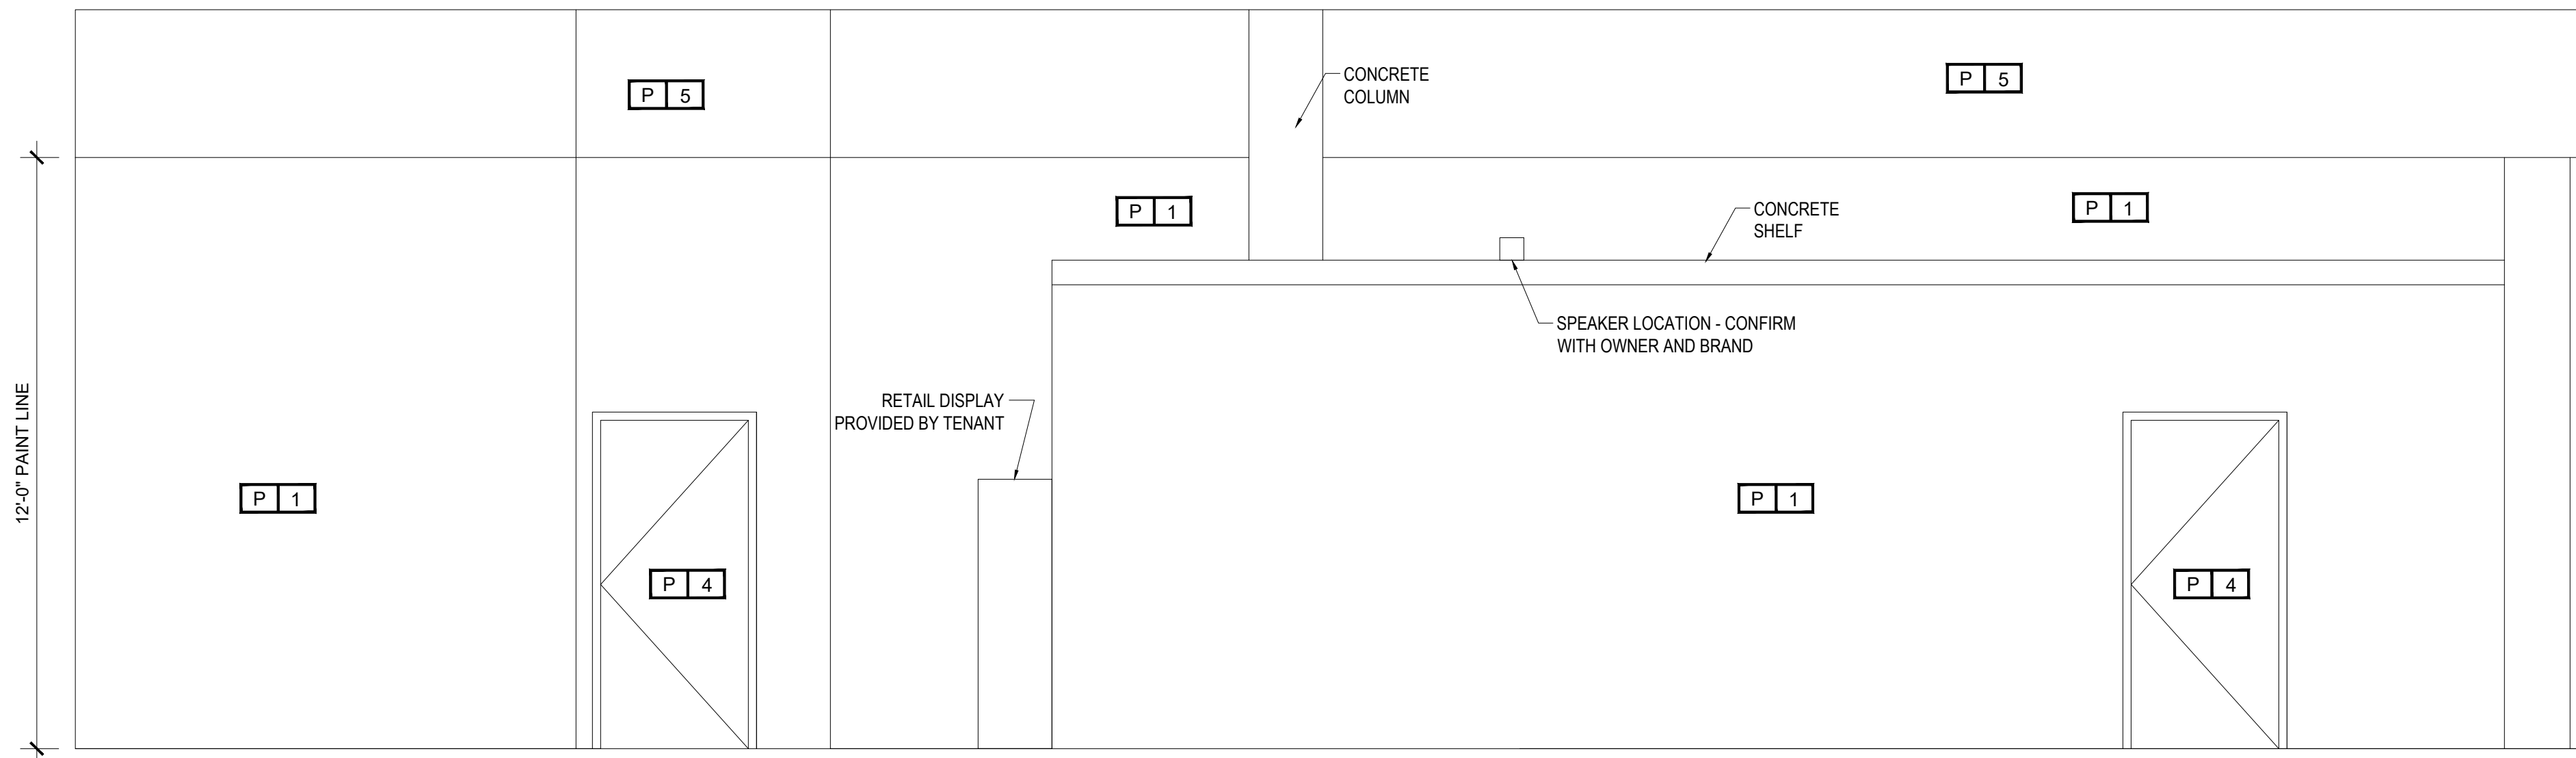 P 5
CONCRETE
COLUMN
P 5
P 1
CONCRETE
SHELF
P 1
SPEAKER LOCATION - CONFIRM
WITH OWNER AND BRAND
RETAIL DISPLAY
PROVIDED BY TENANT
12'-0" PAINT LINE
P 1
P 1
P 4
P 4